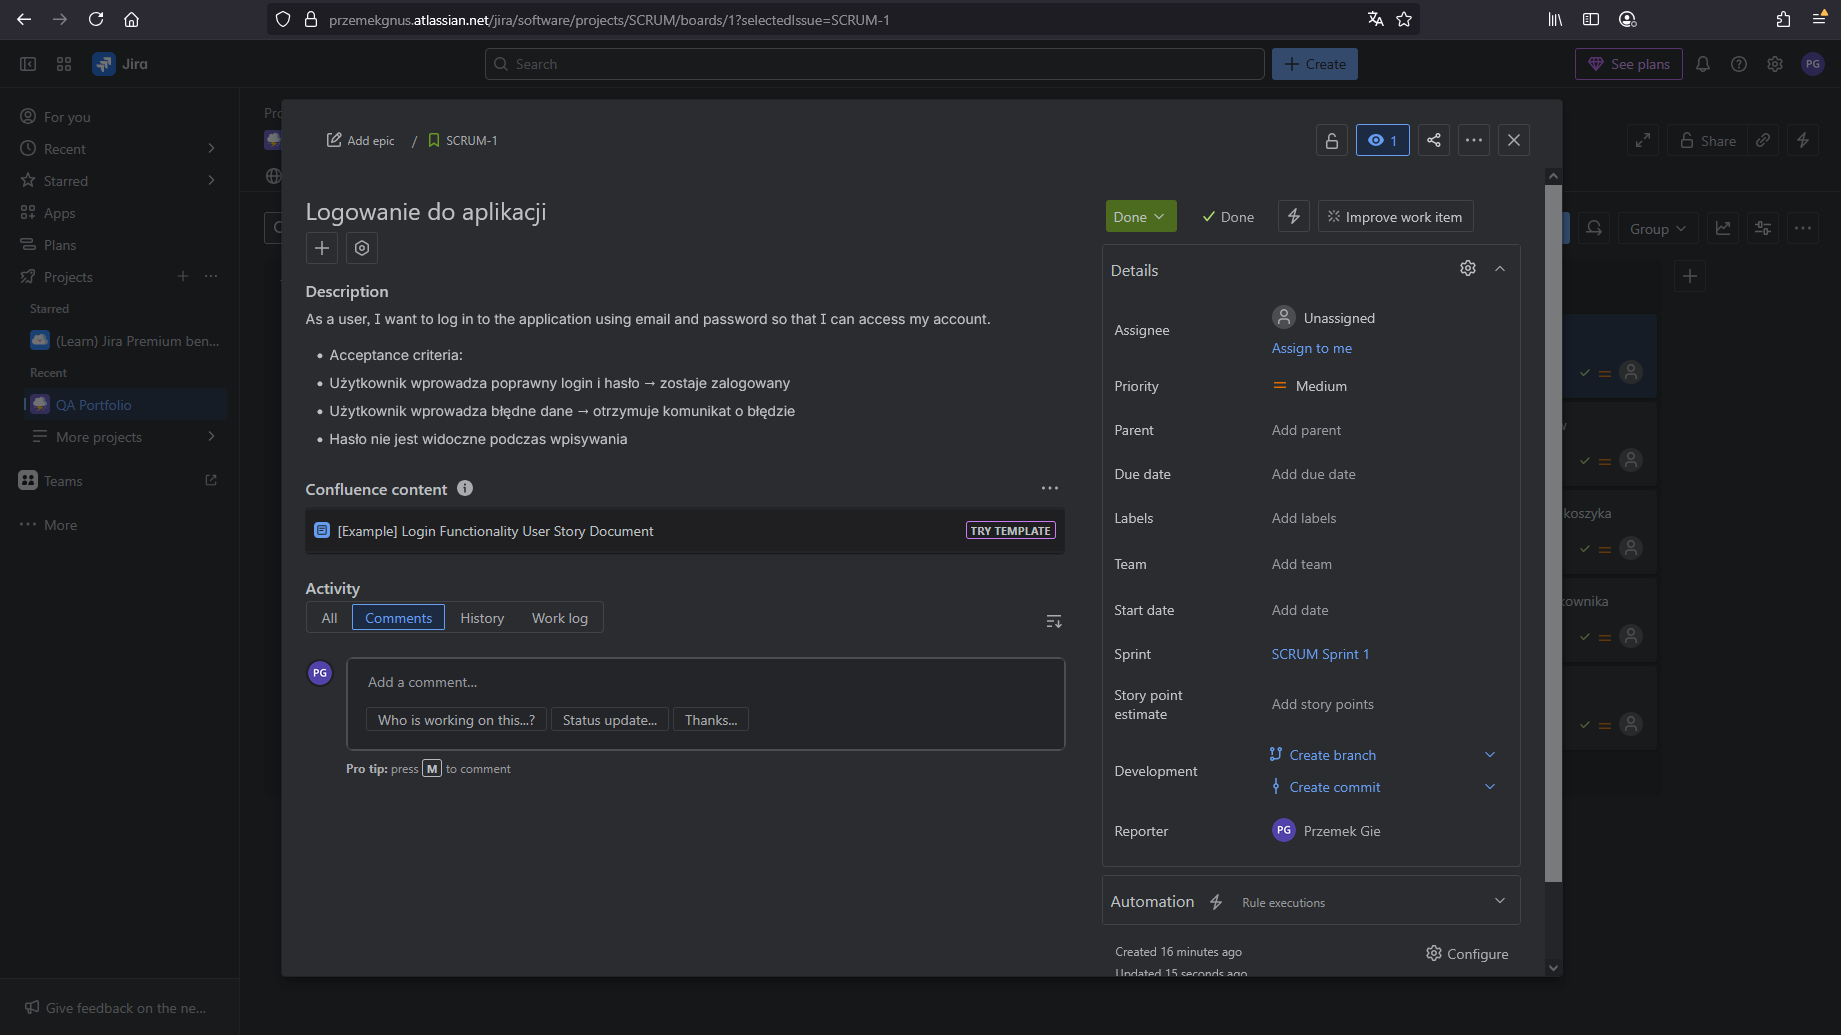 przemekgnus.atlassian.net/jira/software/projects/SCRUM/boards/1?selectedIssue=SCRUM-1
Jira
Search
Create
See plans
PG
For you
Recent
Starred
Apps
Plans
Projects
Starred
(Learn) Jira Premium ben...
Recent
QA Portfolio
More projects
Teams
More
Give feedback on the ne...
Add epic / SCRUM-1
1
Share
Logowanie do aplikacji
Description
As a user, I want to log in to the application using email and password so that I can access my account.
• Acceptance criteria:
• Użytkownik wprowadza poprawny login i hasło → zostaje zalogowany
• Użytkownik wprowadza błędne dane → otrzymuje komunikat o błędzie
• Hasło nie jest widoczne podczas wpisywania
Confluence content
[Example] Login Functionality User Story Document
TRY TEMPLATE
Activity
All Comments History Work log
PG
Add a comment...
Who is working on this...? Status update... Thanks...
Pro tip: press M to comment
Done
Done
Improve work item
Group
Details
Assignee
Unassigned
Assign to me
Priority
Medium
Parent
Add parent
Due date
Add due date
Labels
Add labels
Team
Add team
Start date
Add date
Sprint
SCRUM Sprint 1
Story point
estimate
Add story points
Development
Create branch
Create commit
Reporter
PG Przemek Gie
Automation
Rule executions
Created 16 minutes ago
Updated 15 seconds ago
Configure
koszyka